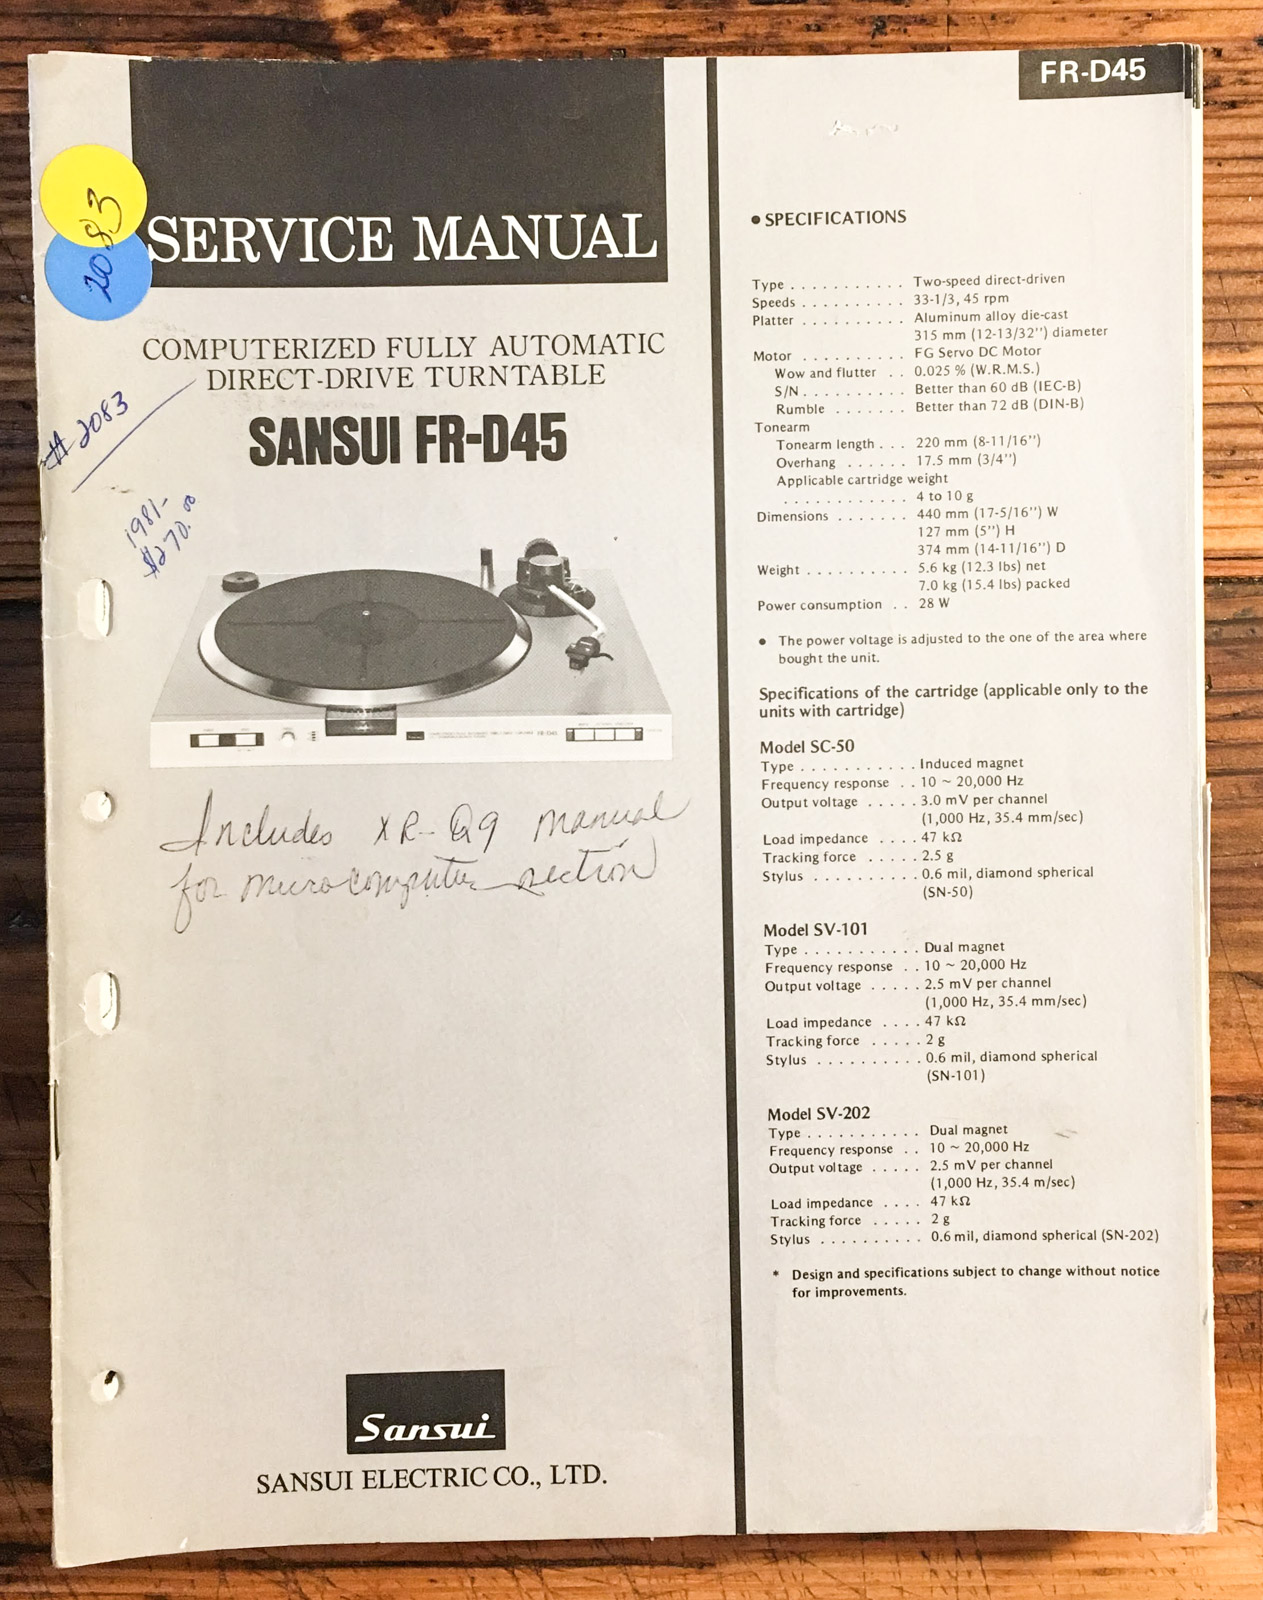 FR-D45
2083
SERVICE MANUAL
COMPUTERIZED FULLY AUTOMATIC
DIRECT-DRIVE TURNTABLE
SANSUI FR-D45
# 2083
1981-
$270.00
Includes XR-Q9 manual
for microcomputer section
Sansui
SANSUI ELECTRIC CO., LTD.
● SPECIFICATIONS
Type . . . . . . . . . . . Two-speed direct-driven
Speeds . . . . . . . . . . 33-1/3, 45 rpm
Platter . . . . . . . . . . Aluminum alloy die-cast
315 mm (12-13/32'') diameter
Motor . . . . . . . . . . FG Servo DC Motor
Wow and flutter . . 0.025 % (W.R.M.S.)
S/N . . . . . . . . . . Better than 60 dB (IEC-B)
Rumble . . . . . . . Better than 72 dB (DIN-B)
Tonearm
Tonearm length . . . 220 mm (8-11/16'')
Overhang . . . . . . 17.5 mm (3/4'')
Applicable cartridge weight
. . . . . . . . . . . . 4 to 10 g
Dimensions . . . . . . . 440 mm (17-5/16'') W
127 mm (5'') H
374 mm (14-11/16'') D
Weight . . . . . . . . . . 5.6 kg (12.3 lbs) net
7.0 kg (15.4 lbs) packed
Power consumption . . 28 W
● The power voltage is adjusted to the one of the area where
bought the unit.
Specifications of the cartridge (applicable only to the
units with cartridge)
Model SC-50
Type . . . . . . . . . . . Induced magnet
Frequency response . . 10 ~ 20,000 Hz
Output voltage . . . . . 3.0 mV per channel
(1,000 Hz, 35.4 mm/sec)
Load impedance . . . . 47 kΩ
Tracking force . . . . . 2.5 g
Stylus . . . . . . . . . . 0.6 mil, diamond spherical
(SN-50)
Model SV-101
Type . . . . . . . . . . . Dual magnet
Frequency response . . 10 ~ 20,000 Hz
Output voltage . . . . . 2.5 mV per channel
(1,000 Hz, 35.4 mm/sec)
Load impedance . . . . 47 kΩ
Tracking force . . . . . 2 g
Stylus . . . . . . . . . . 0.6 mil, diamond spherical
(SN-101)
Model SV-202
Type . . . . . . . . . . . Dual magnet
Frequency response . . 10 ~ 20,000 Hz
Output voltage . . . . . 2.5 mV per channel
(1,000 Hz, 35.4 m/sec)
Load impedance . . . . 47 kΩ
Tracking force . . . . . 2 g
Stylus . . . . . . . . . . 0.6 mil, diamond spherical (SN-202)
* Design and specifications subject to change without notice
for improvements.